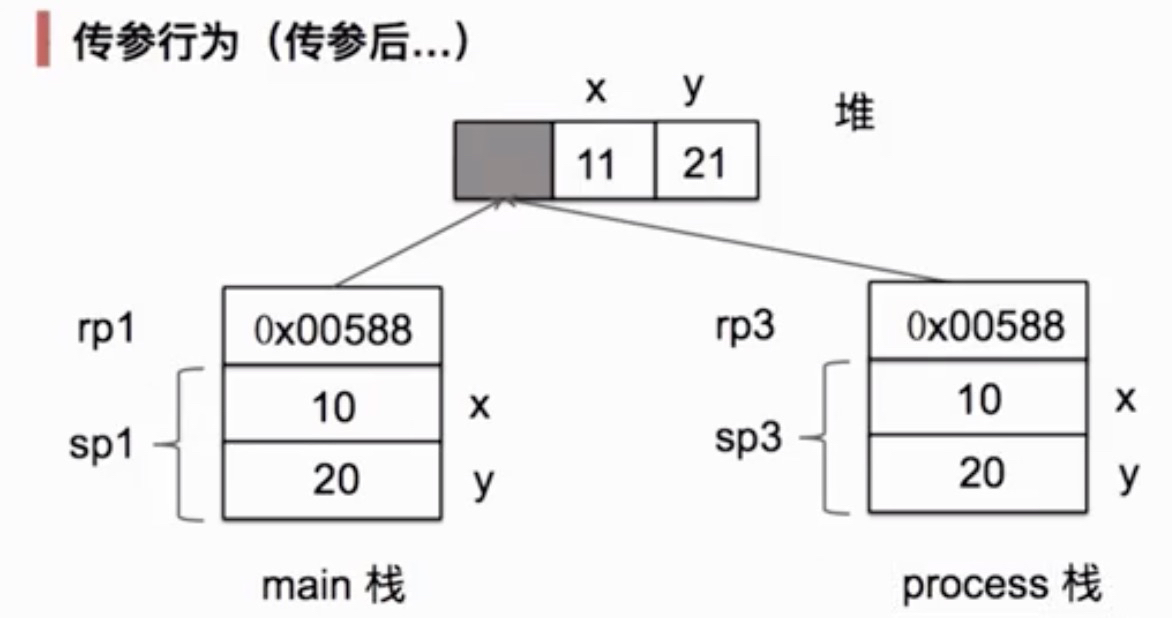 传参行为（传参后...）
x y
堆
11 21
rp1 0x00588 rp3 0x00588
10 x 10 x
sp1 sp3
20 y 20 y
main 栈 process 栈